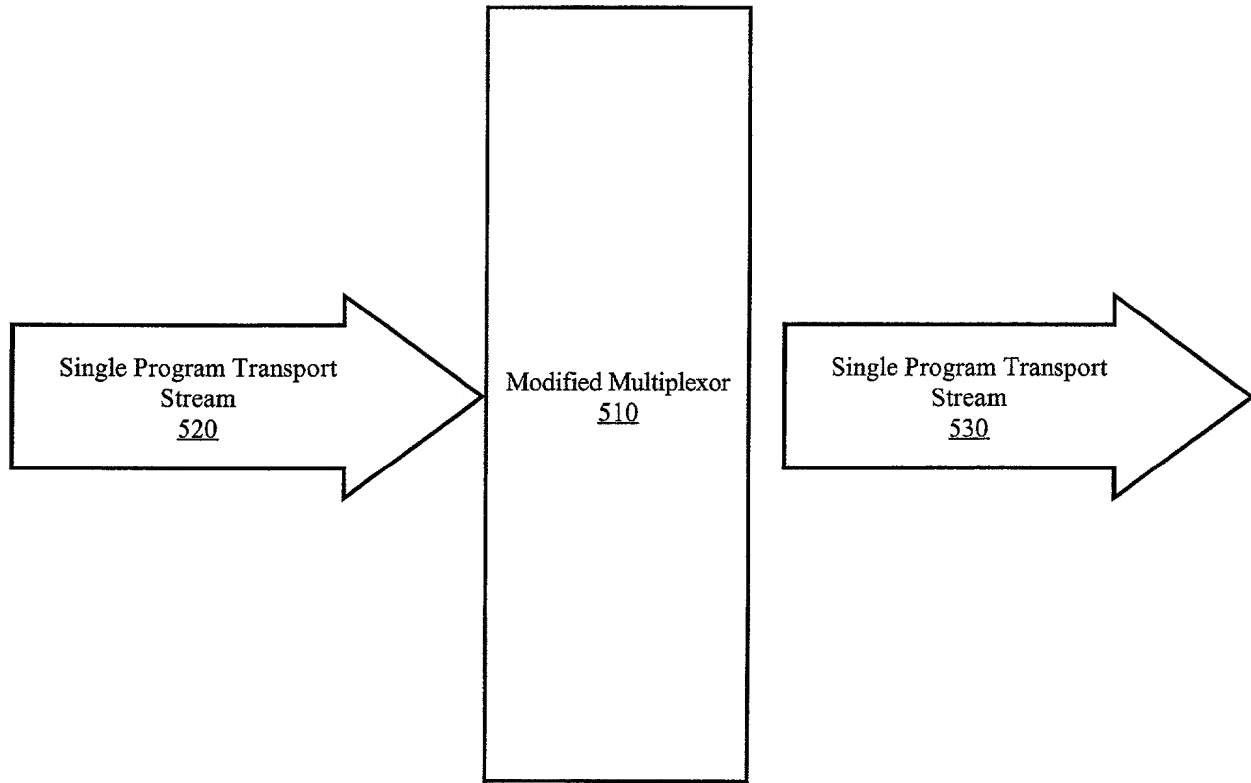 Single Program Transport
Stream
520
Modified Multiplexor
510
Single Program Transport
Stream
530